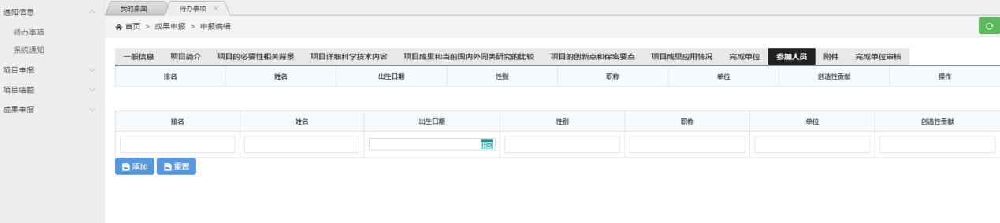 通知信息
待办事项
系统通知
项目申报
项目结题
成果申报
我的桌面 待办事项 ×
首页 > 成果申报 > 申报编辑
一般信息 项目简介 项目的必要性相关背景 项目详细科学技术内容 项目成果和当前国内外同类研究的比较 项目的创新点和保密要点 项目成果应用情况 完成单位 参加人员 附件 完成单位审核
排名 姓名 出生日期 性别 职称 单位 创造性贡献 操作
排名 姓名 出生日期 性别 职称 单位 创造性贡献
添加 重置